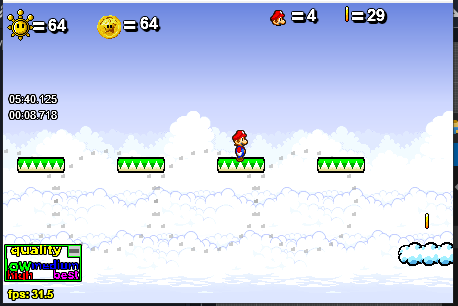 =64
=64
=4
=29
05:40.125
00:08.718
quality
low medium
high best
fps: 31.5